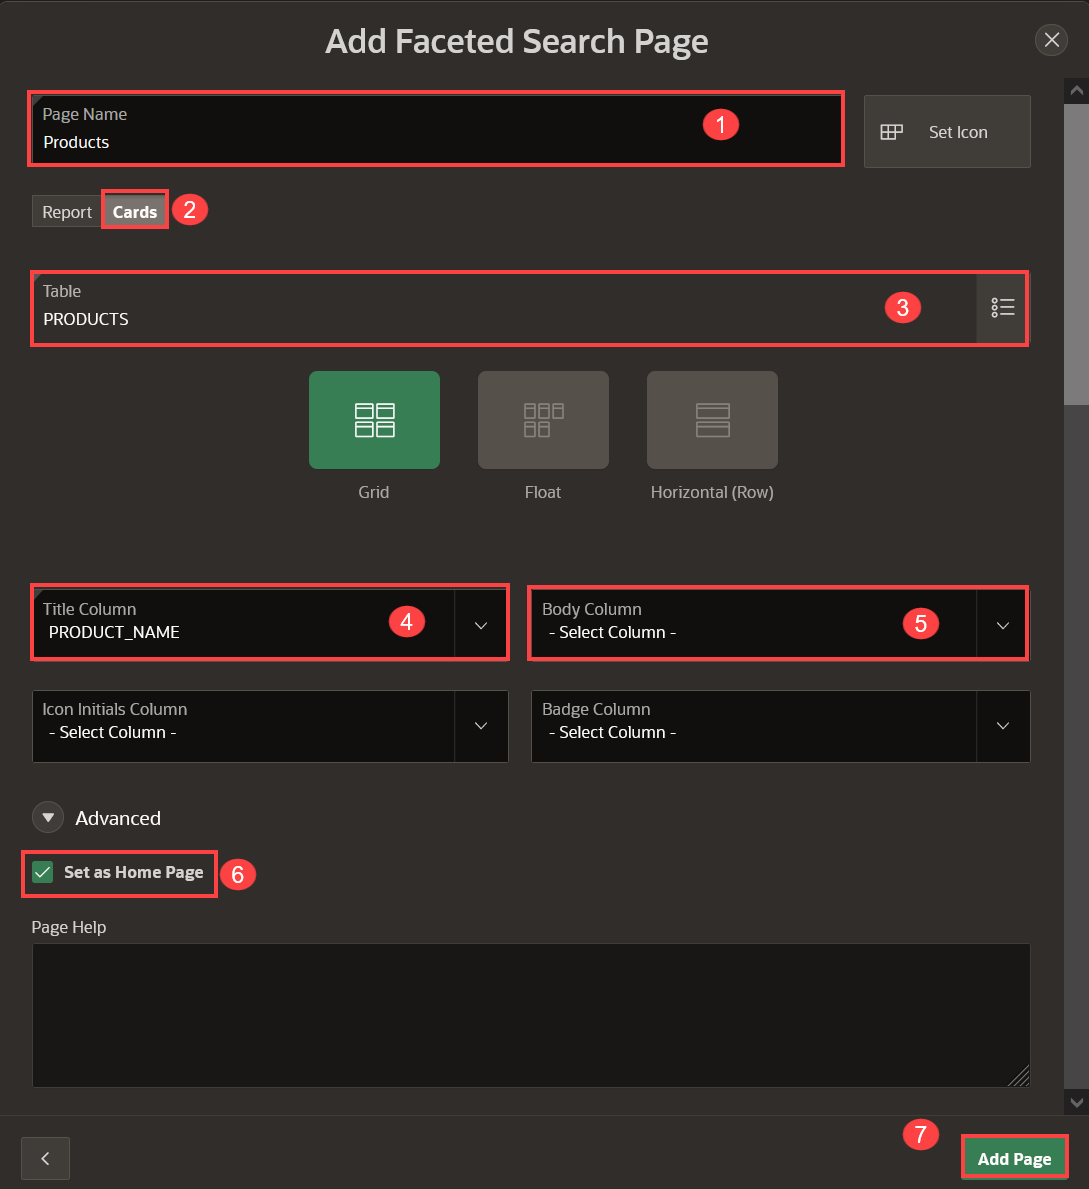 Add Faceted Search Page
Page Name
Products
1
Set Icon
Report
Cards
2
Table
PRODUCTS
3
Grid
Float
Horizontal (Row)
Title Column
PRODUCT_NAME
4
Body Column
- Select Column -
5
Icon Initials Column
- Select Column -
Badge Column
- Select Column -
Advanced
Set as Home Page
6
Page Help
7
Add Page